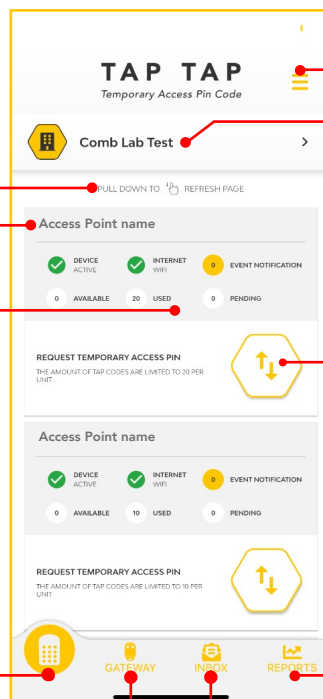 TAP TAP
Temporary Access Pin Code
Comb Lab Test
PULL DOWN TO REFRESH PAGE
Access Point name
DEVICE ACTIVE
INTERNET WIFI
0 EVENT NOTIFICATION
0 AVAILABLE
20 USED
0 PENDING
REQUEST TEMPORARY ACCESS PIN
THE AMOUNT OF TAP CODES ARE LIMITED TO 20 PER
UNIT
Access Point name
DEVICE ACTIVE
INTERNET WIFI
0 EVENT NOTIFICATION
0 AVAILABLE
10 USED
0 PENDING
REQUEST TEMPORARY ACCESS PIN
THE AMOUNT OF TAP CODES ARE LIMITED TO 10 PER
UNIT
GATEWAY
INBOX
REPORTS